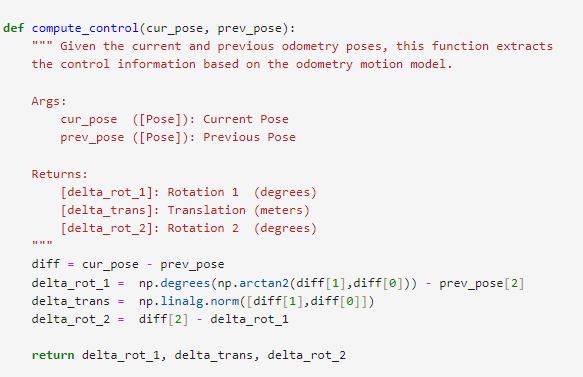 def compute_control(cur_pose, prev_pose):
    """ Given the current and previous odometry poses, this function extracts
    the control information based on the odometry motion model.

    Args:
        cur_pose  ([Pose]): Current Pose
        prev_pose ([Pose]): Previous Pose

    Returns:
        [delta_rot_1]: Rotation 1  (degrees)
        [delta_trans]: Translation (meters)
        [delta_rot_2]: Rotation 2  (degrees)
    """
    diff = cur_pose - prev_pose
    delta_rot_1 =  np.degrees(np.arctan2(diff[1],diff[0])) - prev_pose[2]
    delta_trans =  np.linalg.norm([diff[1],diff[0]])
    delta_rot_2 =  diff[2] - delta_rot_1

    return delta_rot_1, delta_trans, delta_rot_2